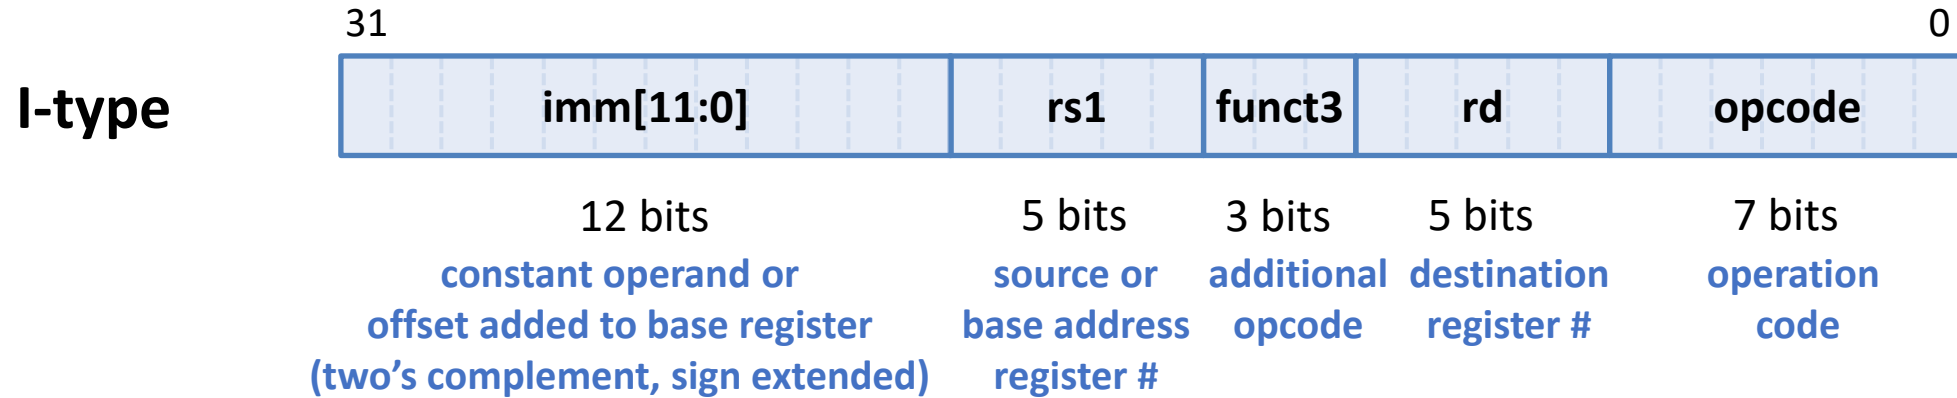 31 0
I-type imm[11:0] rs1 funct3 rd opcode
12 bits 5 bits 3 bits 5 bits 7 bits
constant operand or source or additional destination operation
offset added to base register base address opcode register # code
(two’s complement, sign extended) register #